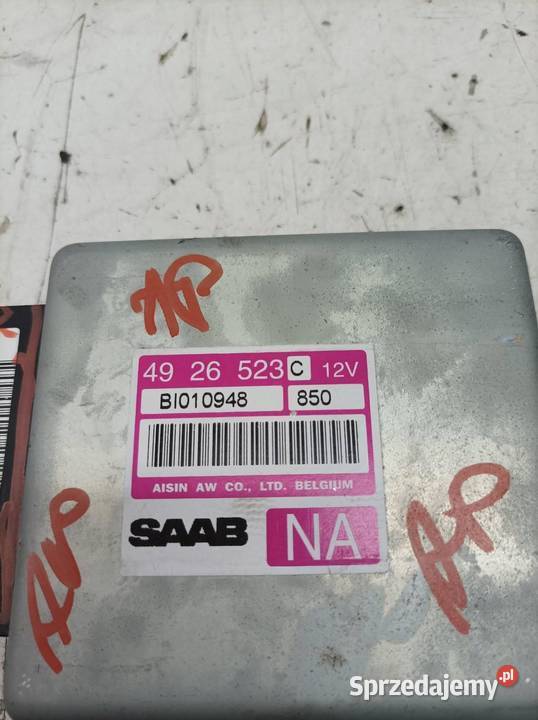 49 26 523 C 12V
BI010948 850
AISIN AW CO., LTD. BELGIUM
SAAB NA
Sprzedajemy.pl